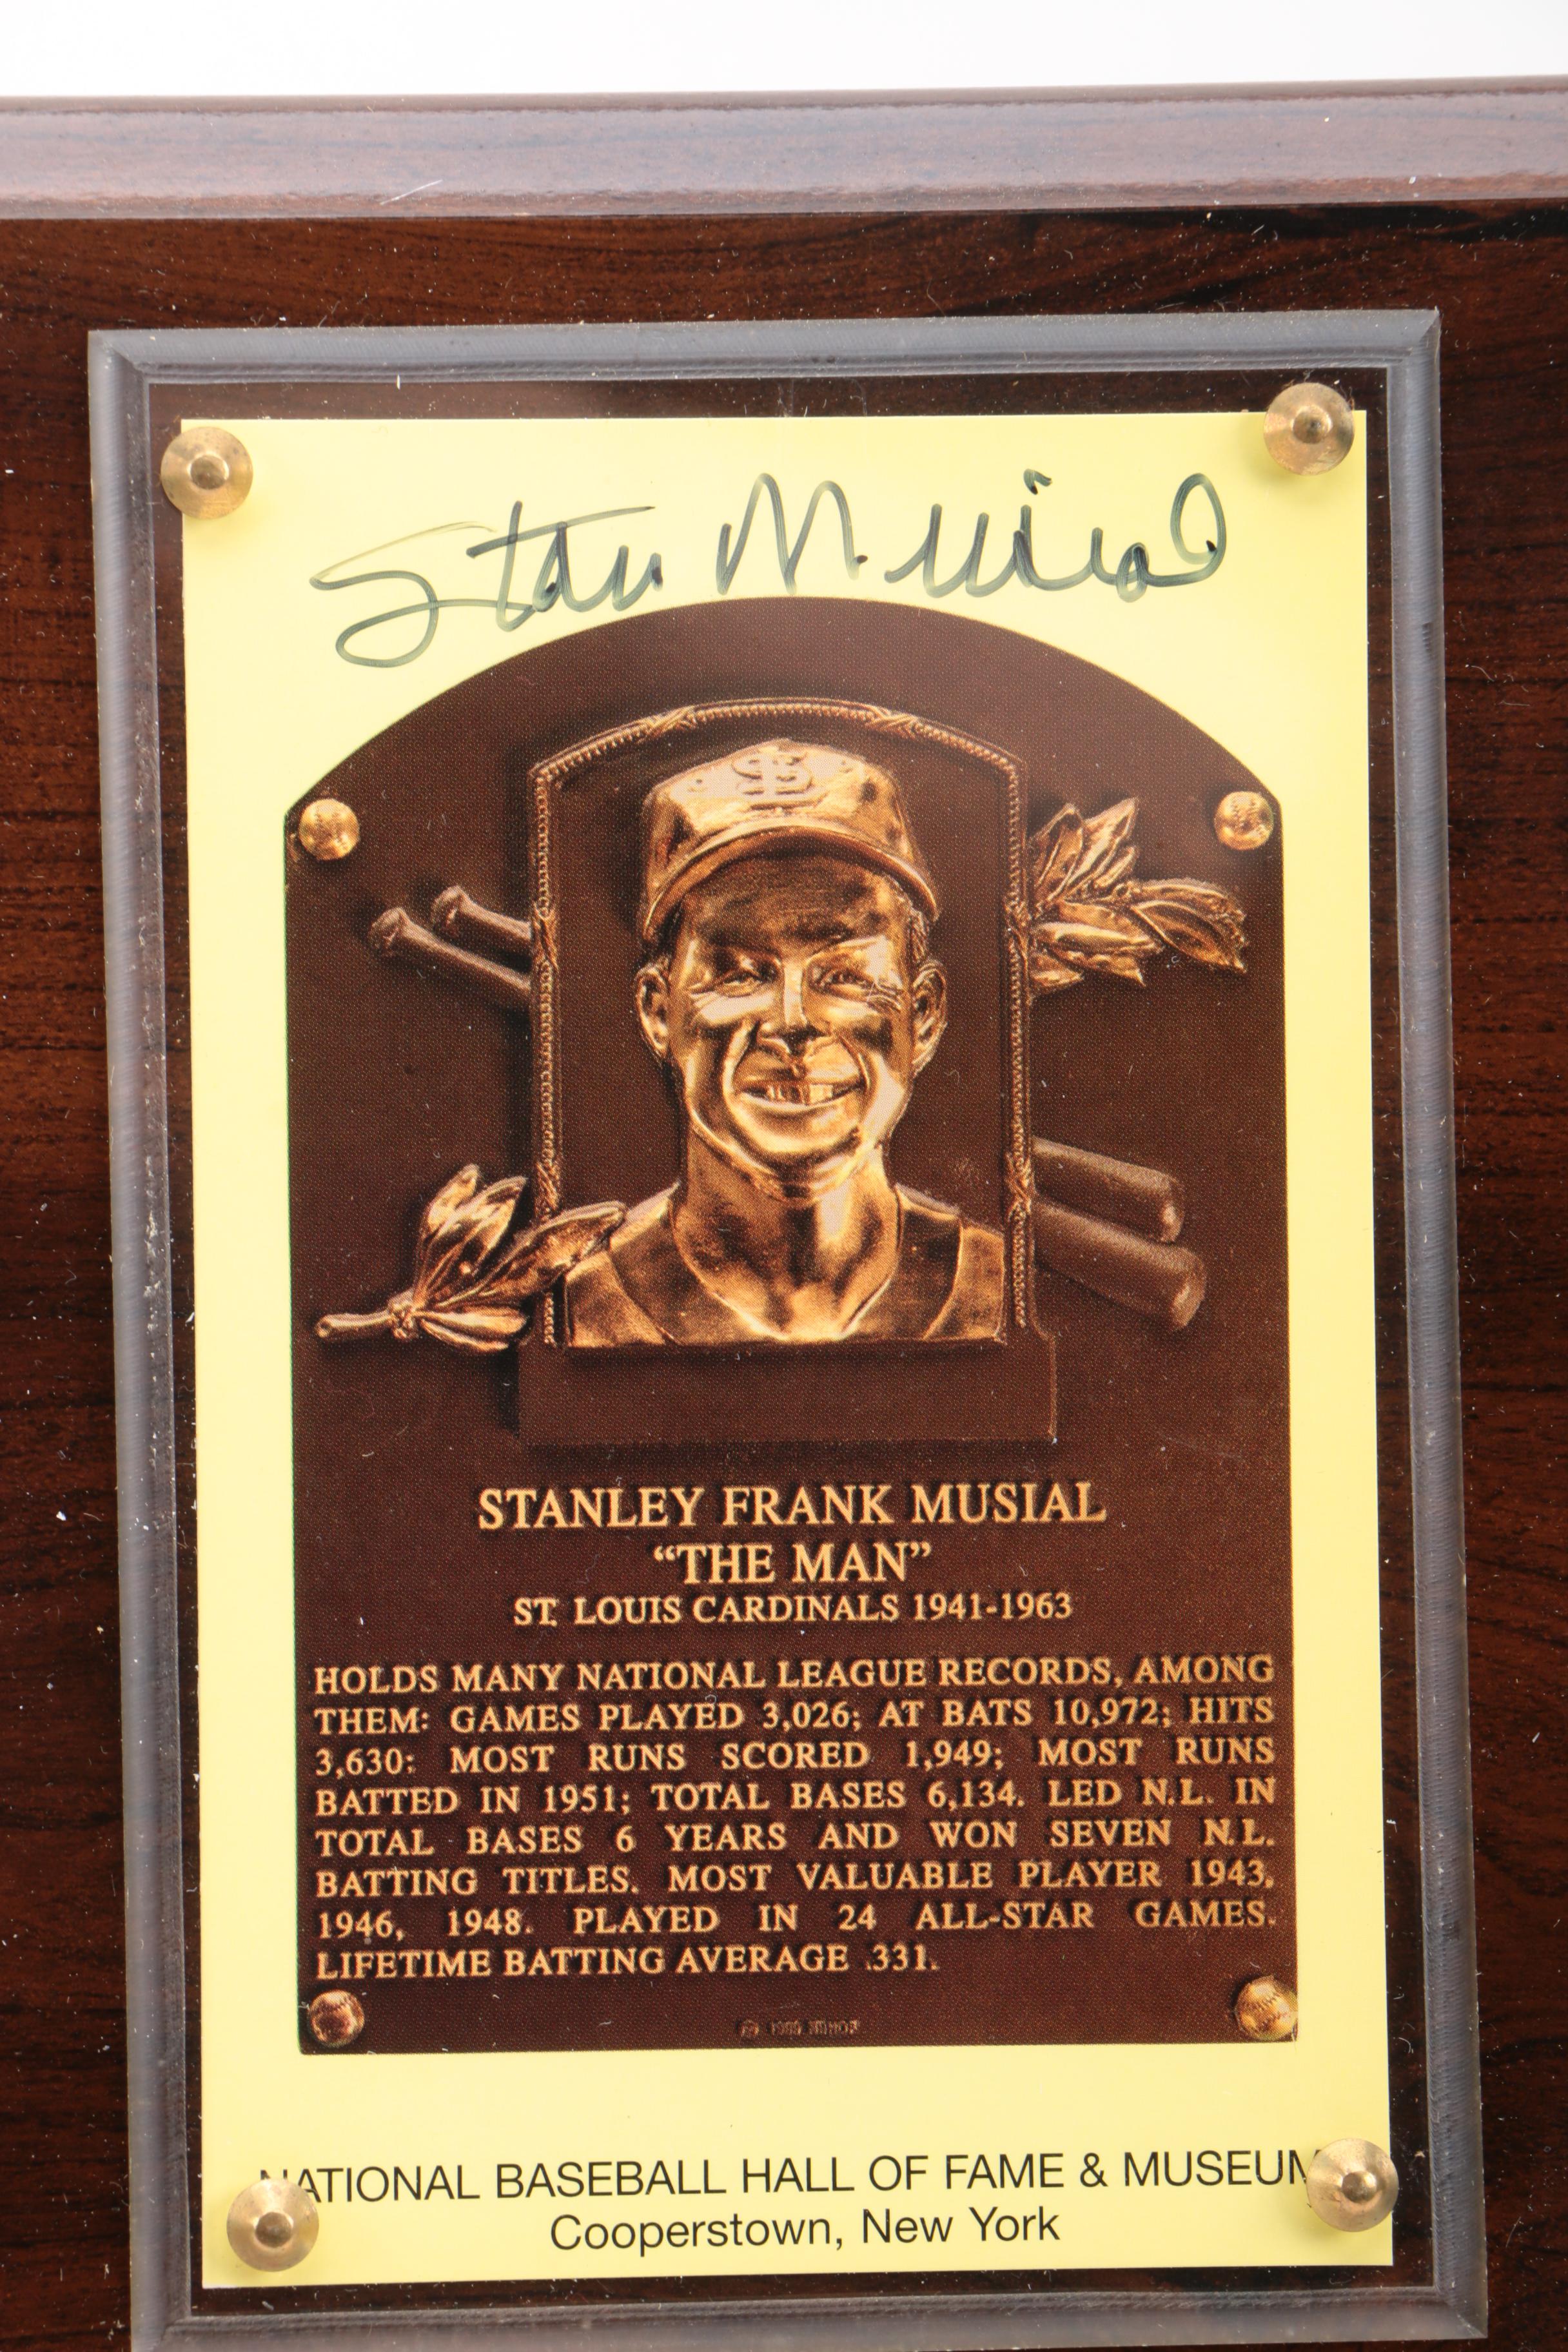 Stan Musial
STL
STANLEY FRANK MUSIAL
“THE MAN”
ST. LOUIS CARDINALS 1941-1963
HOLDS MANY NATIONAL LEAGUE RECORDS, AMONG
THEM: GAMES PLAYED 3,026; AT BATS 10,972; HITS
3,630; MOST RUNS SCORED 1,949; MOST RUNS
BATTED IN 1951; TOTAL BASES 6,134. LED N.L. IN
TOTAL BASES 6 YEARS AND WON SEVEN N.L.
BATTING TITLES. MOST VALUABLE PLAYER 1943,
1946, 1948. PLAYED IN 24 ALL-STAR GAMES.
LIFETIME BATTING AVERAGE .331.
NATIONAL BASEBALL HALL OF FAME & MUSEUM
Cooperstown, New York